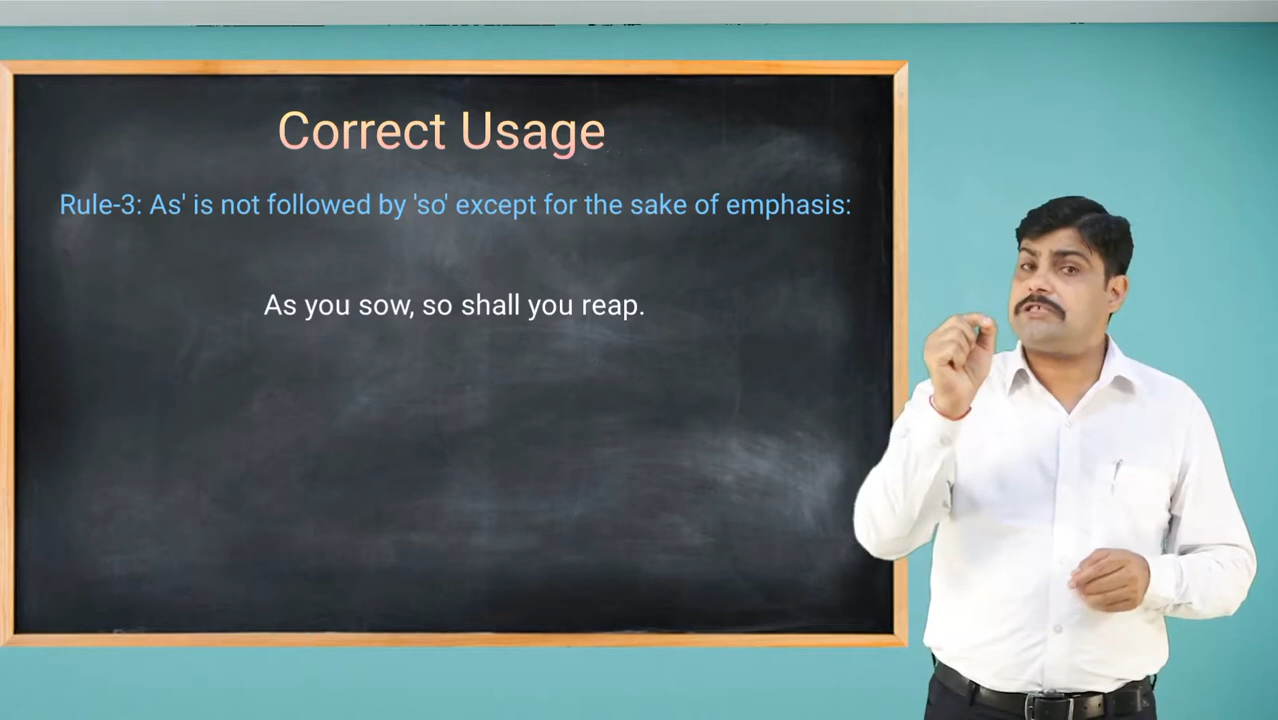 Correct Usage
Rule-3: As' is not followed by 'so' except for the sake of emphasis:
As you sow, so shall you reap.